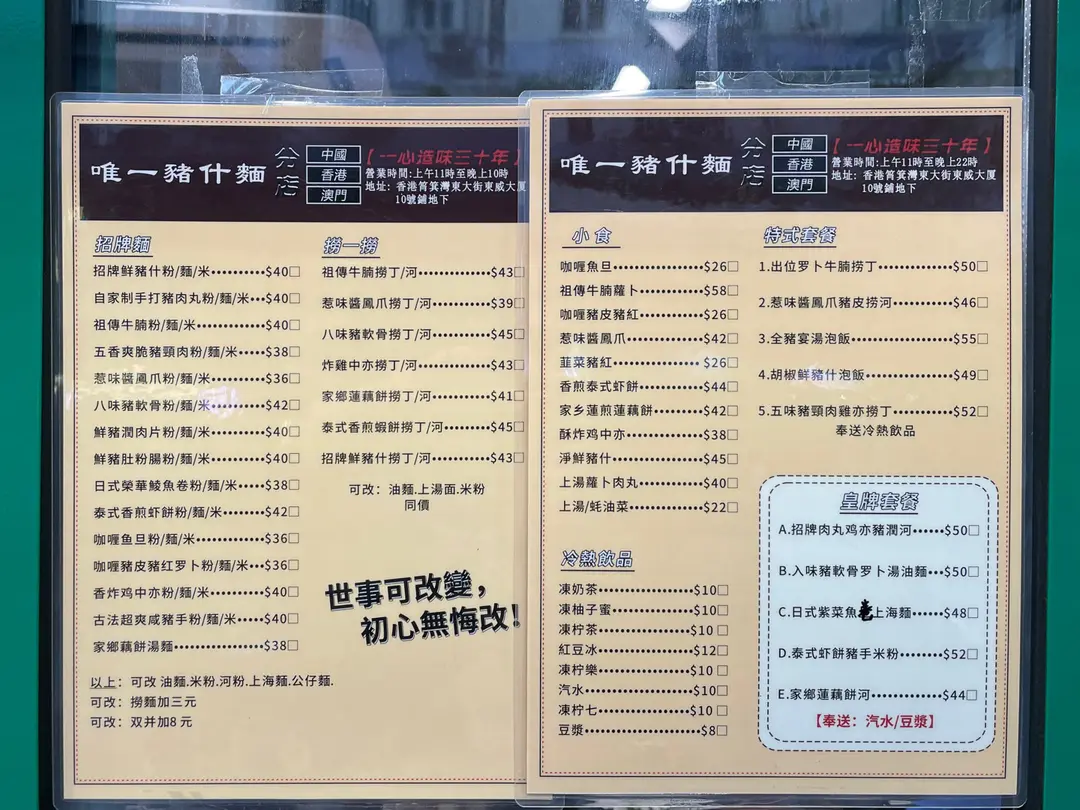 唯一豬什麵
分店
中國
香港
澳門
【一心造味三十年】
營業時間:上午11時至晚上10時
地址: 香港筲箕灣東大街東威大廈
10號鋪地下
招牌麵
招牌鮮豬什粉/麵/米··········$40□
自家制手打豬肉丸粉/麵/米···$40□
祖傳牛腩粉/麵/米············$40□
五香爽脆豬頸肉粉/麵/米·····$38□
惹味醬鳳爪粉/麵/米········$36□
八味豬軟骨粉/麵/米········$42□
鮮豬潤肉片粉/麵/米········$40□
鮮豬肚粉腸粉/麵/米········$40□
日式榮華鯪魚卷粉/麵/米·····$38□
泰式香煎虾餅粉/麵/米······$42□
咖喱鱼旦粉/麵/米··········$36□
咖喱豬皮豬红罗卜粉/麵/米···$36□
香炸鸡中亦粉/麵/米········$40□
古法超爽咸豬手粉/麵/米·····$40□
家鄉藕餅湯麵··············$38□
以上：可改 油麵.米粉.河粉.上海麵.公仔麵.
可改：撈麵加三元
可改：双并加8 元
撈一撈
祖傳牛腩撈丁/河············$43□
惹味醬鳳爪撈丁/河·········$39□
八味豬軟骨撈丁/河·········$45□
炸雞中亦撈丁/河············$43□
家鄉蓮藕餅撈丁/河·········$41□
泰式香煎蝦餅撈丁/河·······$45□
招牌鮮豬什撈丁/河·········$43□
可改：油麵.上湯面.米粉
同價
世事可改變，
初心無悔改！
唯一豬什麵
分店
中國
香港
澳門
【一心造味三十年】
營業時間:上午11時至晚上22時
地址: 香港筲箕灣東大街東威大厦
10號鋪地下
小食
咖喱魚旦····················$26□
祖傳牛腩蘿卜················$58□
咖喱豬皮豬紅················$26□
惹味醬鳳爪··················$42□
韮菜豬紅····················$26□
香煎泰式虾餅················$44□
家乡蓮煎蓮藕餅··············$42□
酥炸鸡中亦··················$38□
淨鮮豬什····················$45□
上湯蘿卜肉丸················$40□
上湯/蚝油菜·················$22□
冷熱飲品
凍奶茶·····················$10□
凍柚子蜜···················$10□
凍柠茶·····················$10 □
紅豆冰·····················$12□
凍柠樂·····················$10 □
汽水·······················$10□
凍柠七·····················$10 □
豆漿·······················$8□
特式套餐
1.出位罗卜牛腩撈丁·········$50□
2.惹味醬鳳爪豬皮撈河·······$46□
3.全豬宴湯泡飯·············$55□
4.胡椒鮮豬什泡飯···········$49□
5.五味豬頸肉雞亦撈丁·······$52□
奉送冷熱飲品
皇牌套餐
A.招牌肉丸鸡亦豬潤河······$50□
B.入味豬軟骨罗卜湯油麵···$50□
C.日式紫菜魚 上海麵·····$48□
D.泰式虾餅豬手米粉·······$52□
E.家鄉蓮藕餅河···········$44□
【奉送：汽水/豆漿】